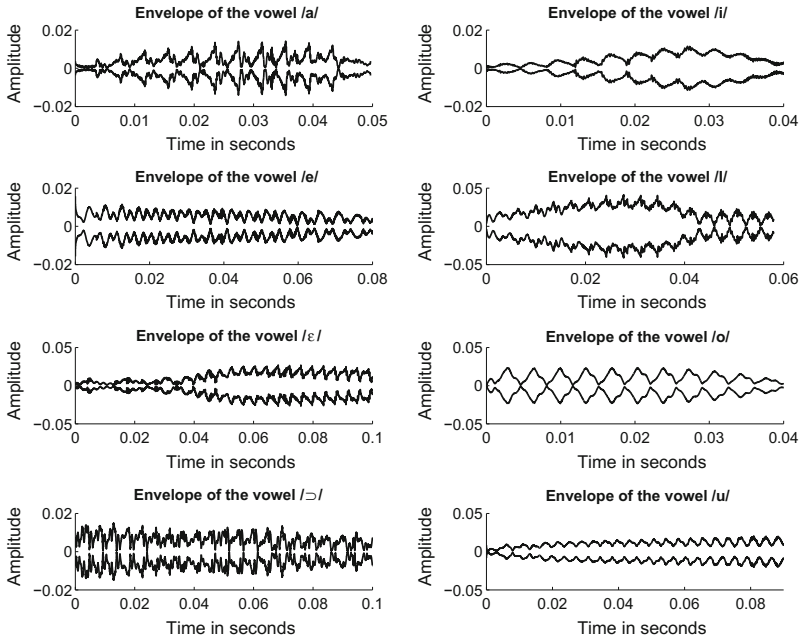 Envelope of the vowel /a/
0.02
0
−0.02
Amplitude
0 0.01 0.02 0.03 0.04 0.05
Time in seconds
Envelope of the vowel /i/
0.02
0
−0.02
Amplitude
0 0.01 0.02 0.03 0.04
Time in seconds
Envelope of the vowel /e/
0.02
0
−0.02
Amplitude
0 0.02 0.04 0.06 0.08
Time in seconds
Envelope of the vowel /I/
0.05
0
−0.05
Amplitude
0 0.02 0.04 0.06
Time in seconds
Envelope of the vowel /ε/
0.05
0
−0.05
Amplitude
0 0.02 0.04 0.06 0.08 0.1
Time in seconds
Envelope of the vowel /o/
0.05
0
−0.05
Amplitude
0 0.01 0.02 0.03 0.04
Time in seconds
Envelope of the vowel /⊃/
0.02
0
−0.02
Amplitude
0 0.02 0.04 0.06 0.08 0.1
Time in seconds
Envelope of the vowel /u/
0.05
0
−0.05
Amplitude
0 0.02 0.04 0.06 0.08
Time in seconds